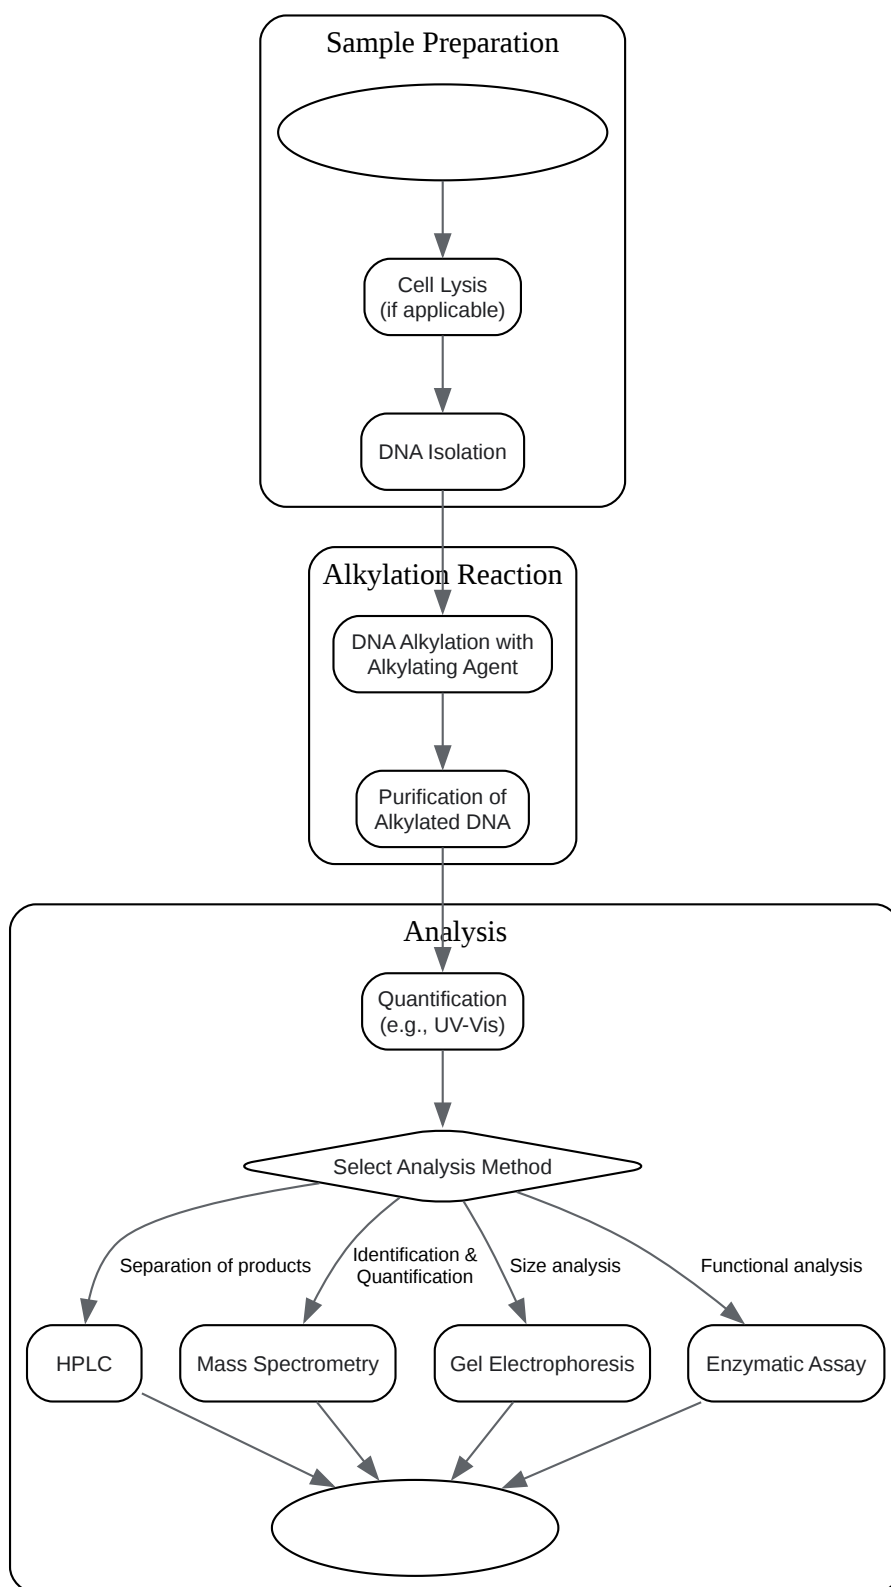 Sample Preparation
Cell Lysis
(if applicable)
DNA Isolation
Alkylation Reaction
DNA Alkylation with
Alkylating Agent
Purification of
Alkylated DNA
Analysis
Quantification
(e.g., UV-Vis)
Select Analysis Method
Separation of products
Identification &
Quantification
Size analysis
Functional analysis
HPLC
Mass Spectrometry
Gel Electrophoresis
Enzymatic Assay